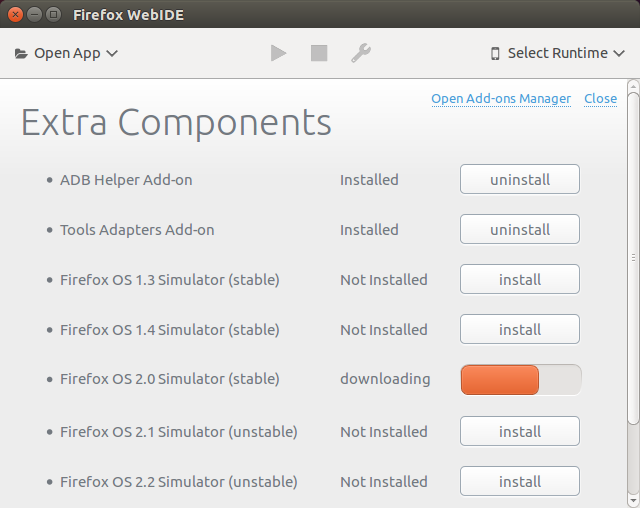 Firefox WebIDE
Open App Select Runtime
Open Add-ons Manager Close
Extra Components
ADB Helper Add-on Installed uninstall
Tools Adapters Add-on Installed uninstall
Firefox OS 1.3 Simulator (stable) Not Installed install
Firefox OS 1.4 Simulator (stable) Not Installed install
Firefox OS 2.0 Simulator (stable) downloading
Firefox OS 2.1 Simulator (unstable) Not Installed install
Firefox OS 2.2 Simulator (unstable) Not Installed install